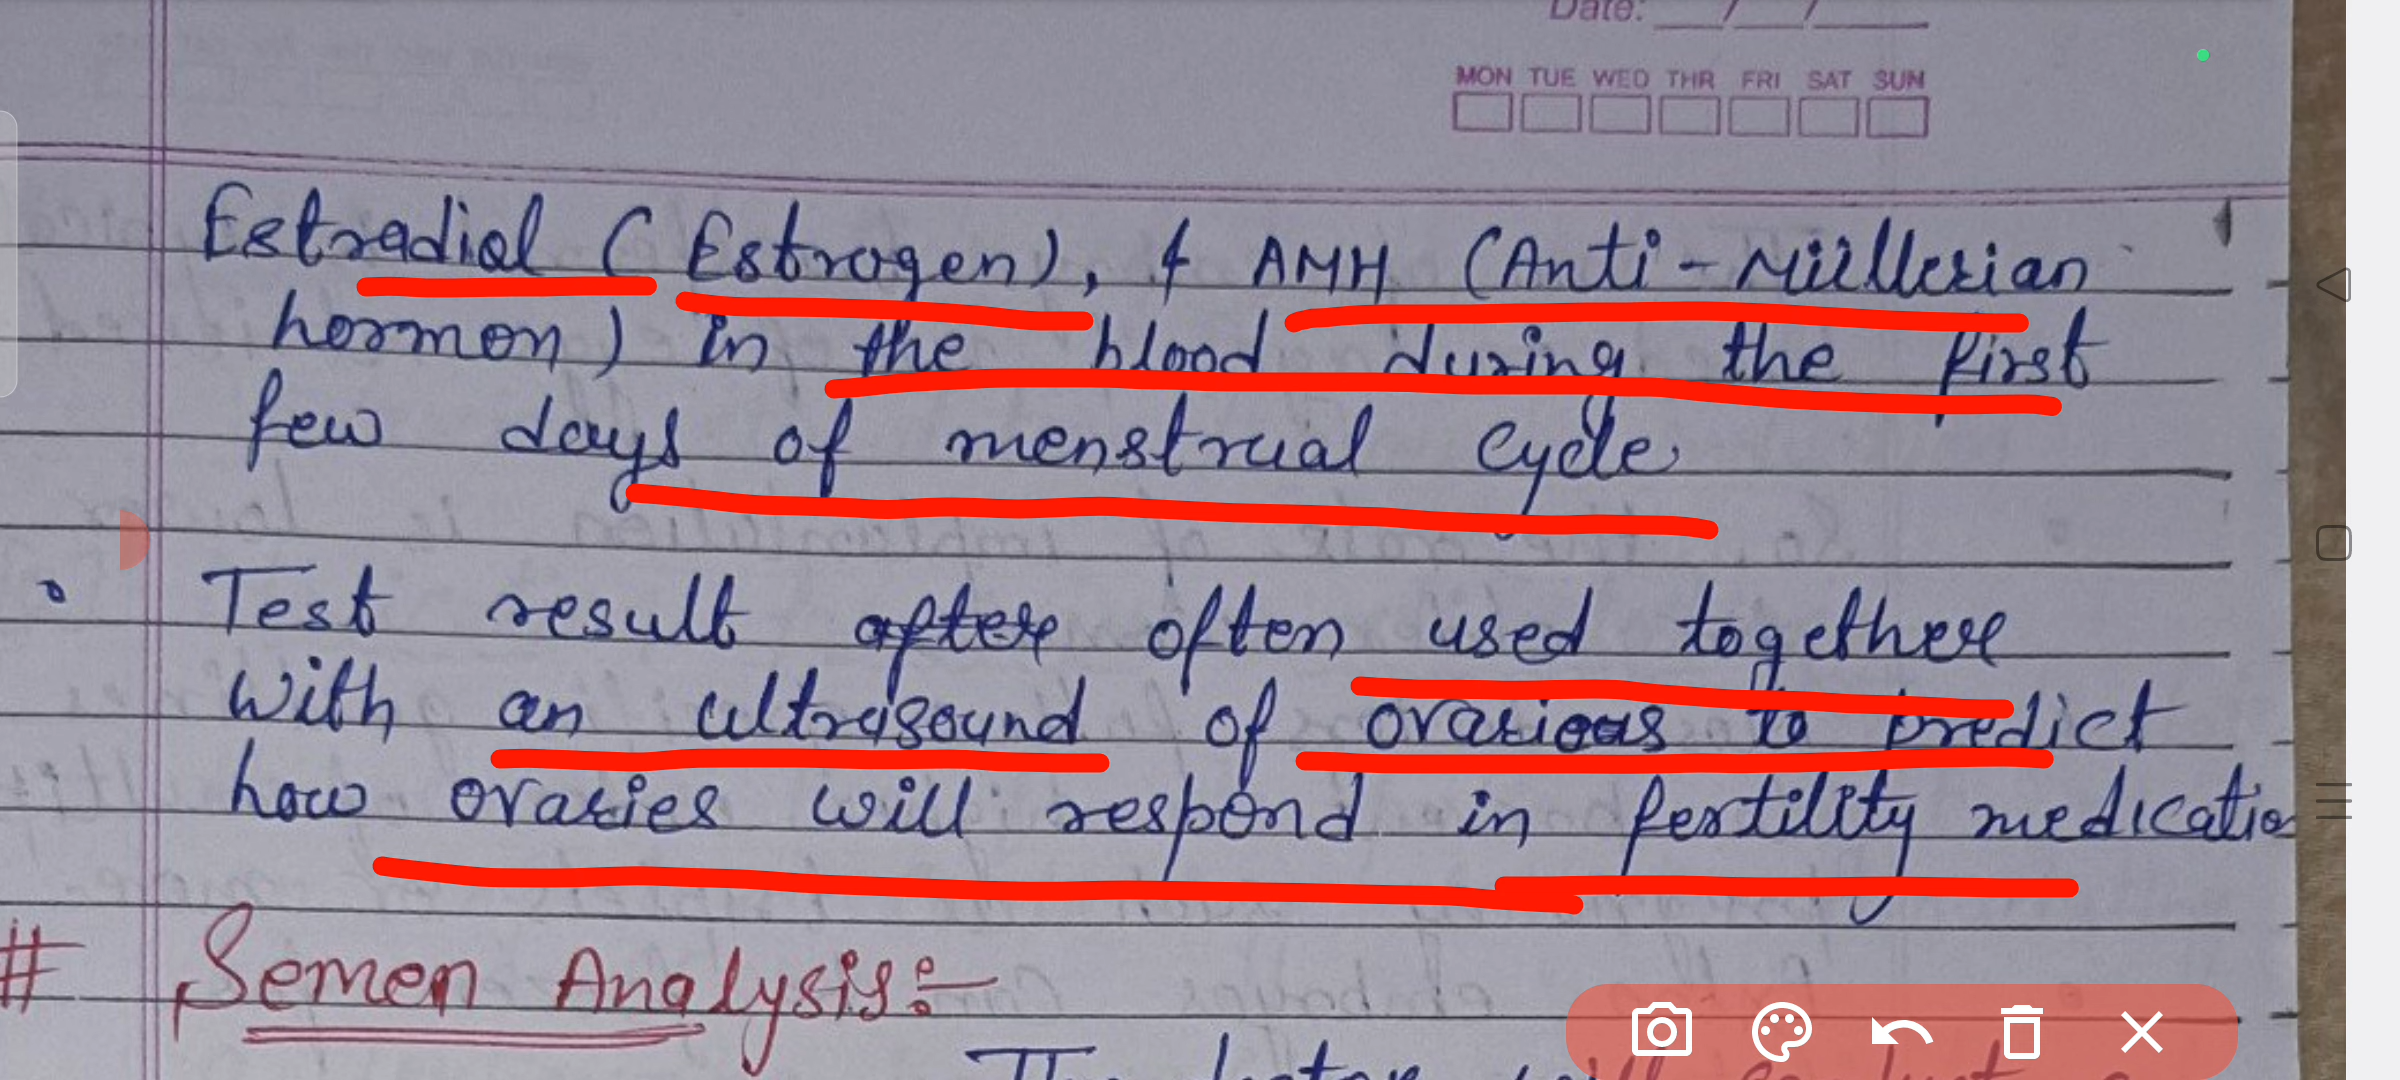 Date:
MON TUE WED THR FRI SAT SUN
Estradiol (Estrogen), & AMH (Anti-Müllerian
hormon) in the blood during the first
few days of menstrual cycle
Test result after often used together
with an ultrasound of ovarieas to predict
how ovaries will respond in fertility medicatio
# Semen Analysis:-